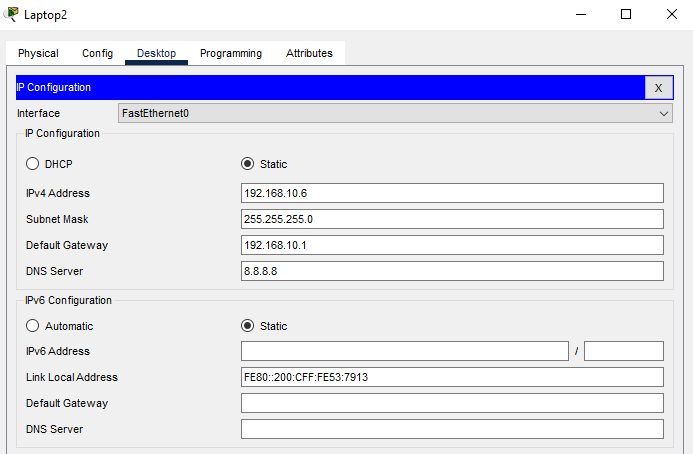 Laptop2
Physical Config Desktop Programming Attributes
IP Configuration X
Interface FastEthernet0
IP Configuration
DHCP Static
IPv4 Address 192.168.10.6
Subnet Mask 255.255.255.0
Default Gateway 192.168.10.1
DNS Server 8.8.8.8
IPv6 Configuration
Automatic Static
IPv6 Address /
Link Local Address FE80::200:CFF:FE53:7913
Default Gateway
DNS Server